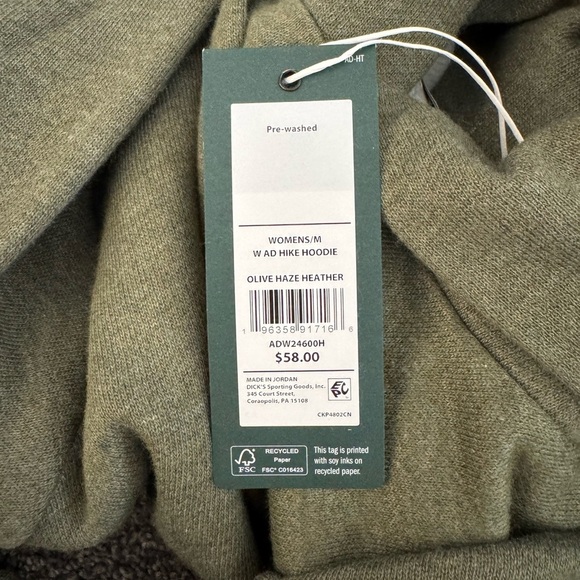 AD-HT
Pre-washed
WOMENS/M
W AD HIKE HOODIE
OLIVE HAZE HEATHER
1 96358 91716 6
ADW24600H
$58.00
MADE IN JORDAN
DICK'S Sporting Goods, Inc.
345 Court Street,
Coraopolis, PA 15108
CKP4802CN
RECYCLED
Paper
FSC® C016423
FSC
This tag is printed
with soy inks on
recycled paper.